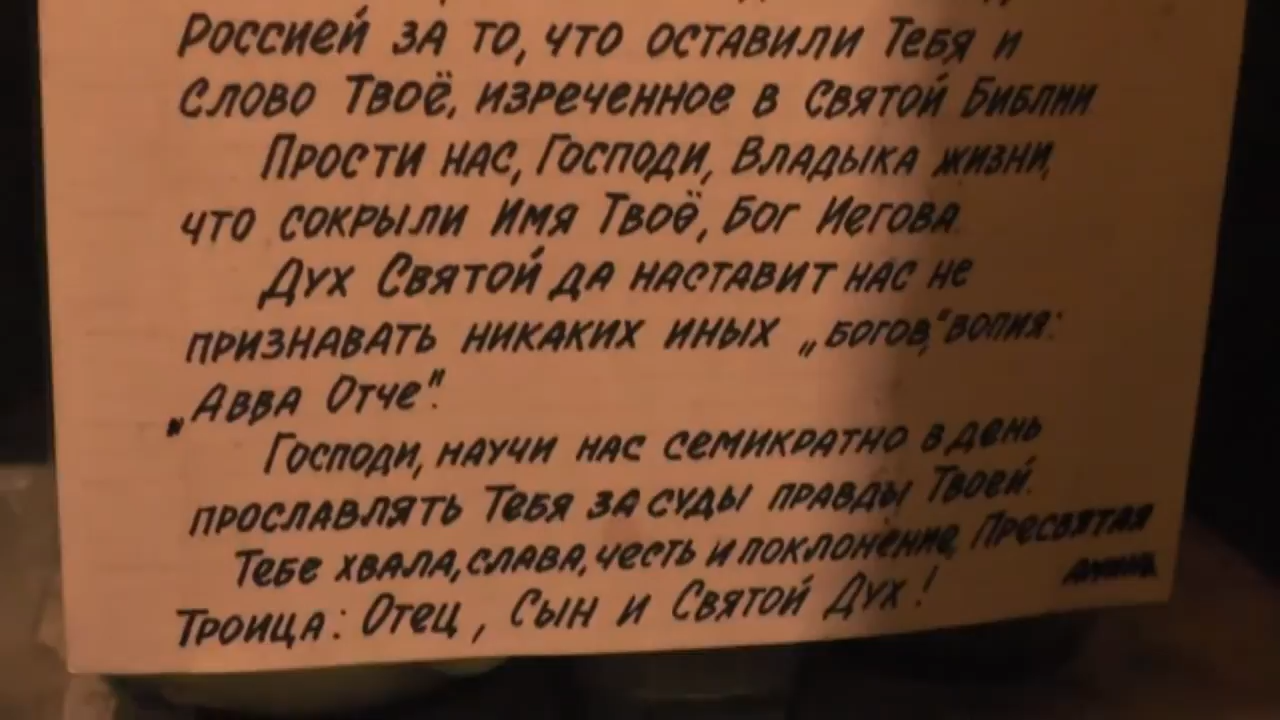 Россией за то, что оставили Тебя и
Слово Твоё, изреченное в Святой Библии
Прости нас, Господи, Владыка жизни,
что сокрыли Имя Твоё, Бог Иегова.
Дух Святой да наставит нас не
признавать никаких иных „богов,“ вопия:
„Авва Отче".
Господи, научи нас семикратно в день
прославлять Тебя за суды правды Твоей.
Тебе хвала, слава, честь и поклонение, Пресвятая
Троица: Отец, Сын и Святой Дух!